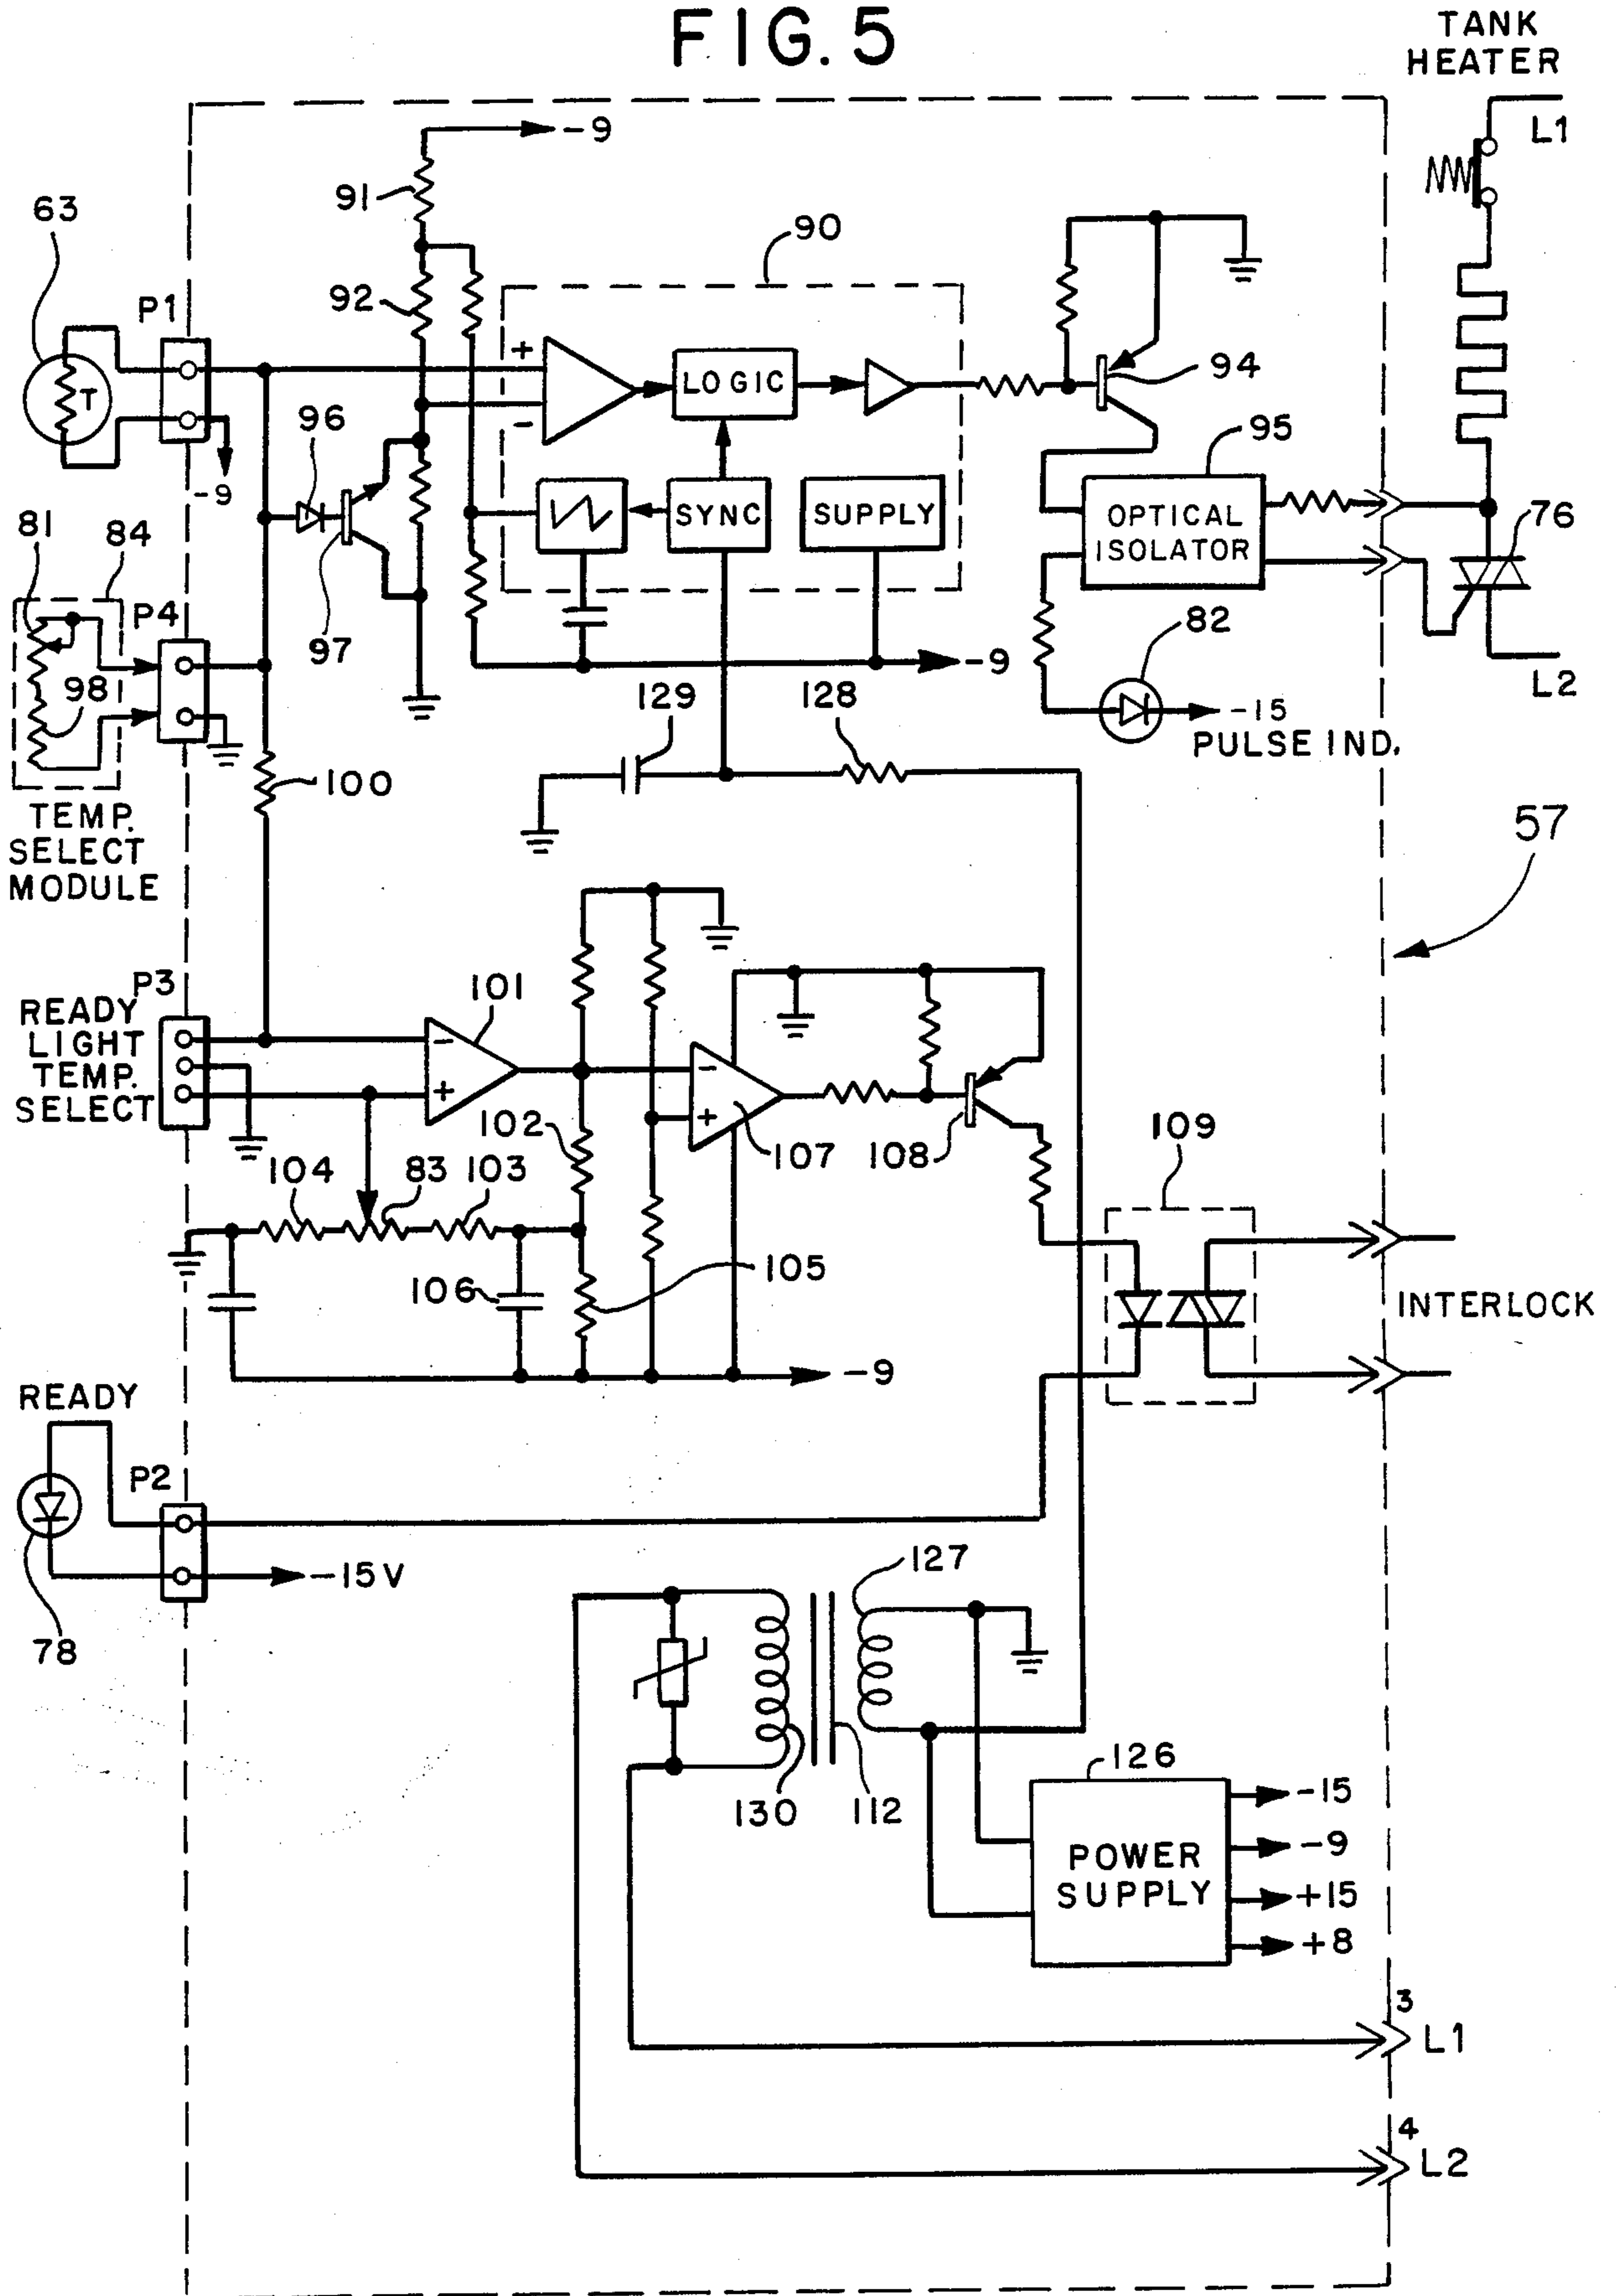 FIG. 5
TANK
HEATER
L1
-9
91
63
90
P1
92
+
LOGIC
94
T
-
96
95
-9
OPTICAL
ISOLATOR
76
81
84
SYNC
SUPPLY
P4
82
97
-9
98
129
128
L2
-15
PULSE IND.
100
TEMP.
SELECT
MODULE
57
P3
101
READY
LIGHT
TEMP.
SELECT
-
+
-
+
102
107
108
109
104
83
103
105
106
INTERLOCK
-9
READY
P2
127
-15V
78
126
130
112
-15
-9
+15
+8
POWER
SUPPLY
3
L1
4
L2